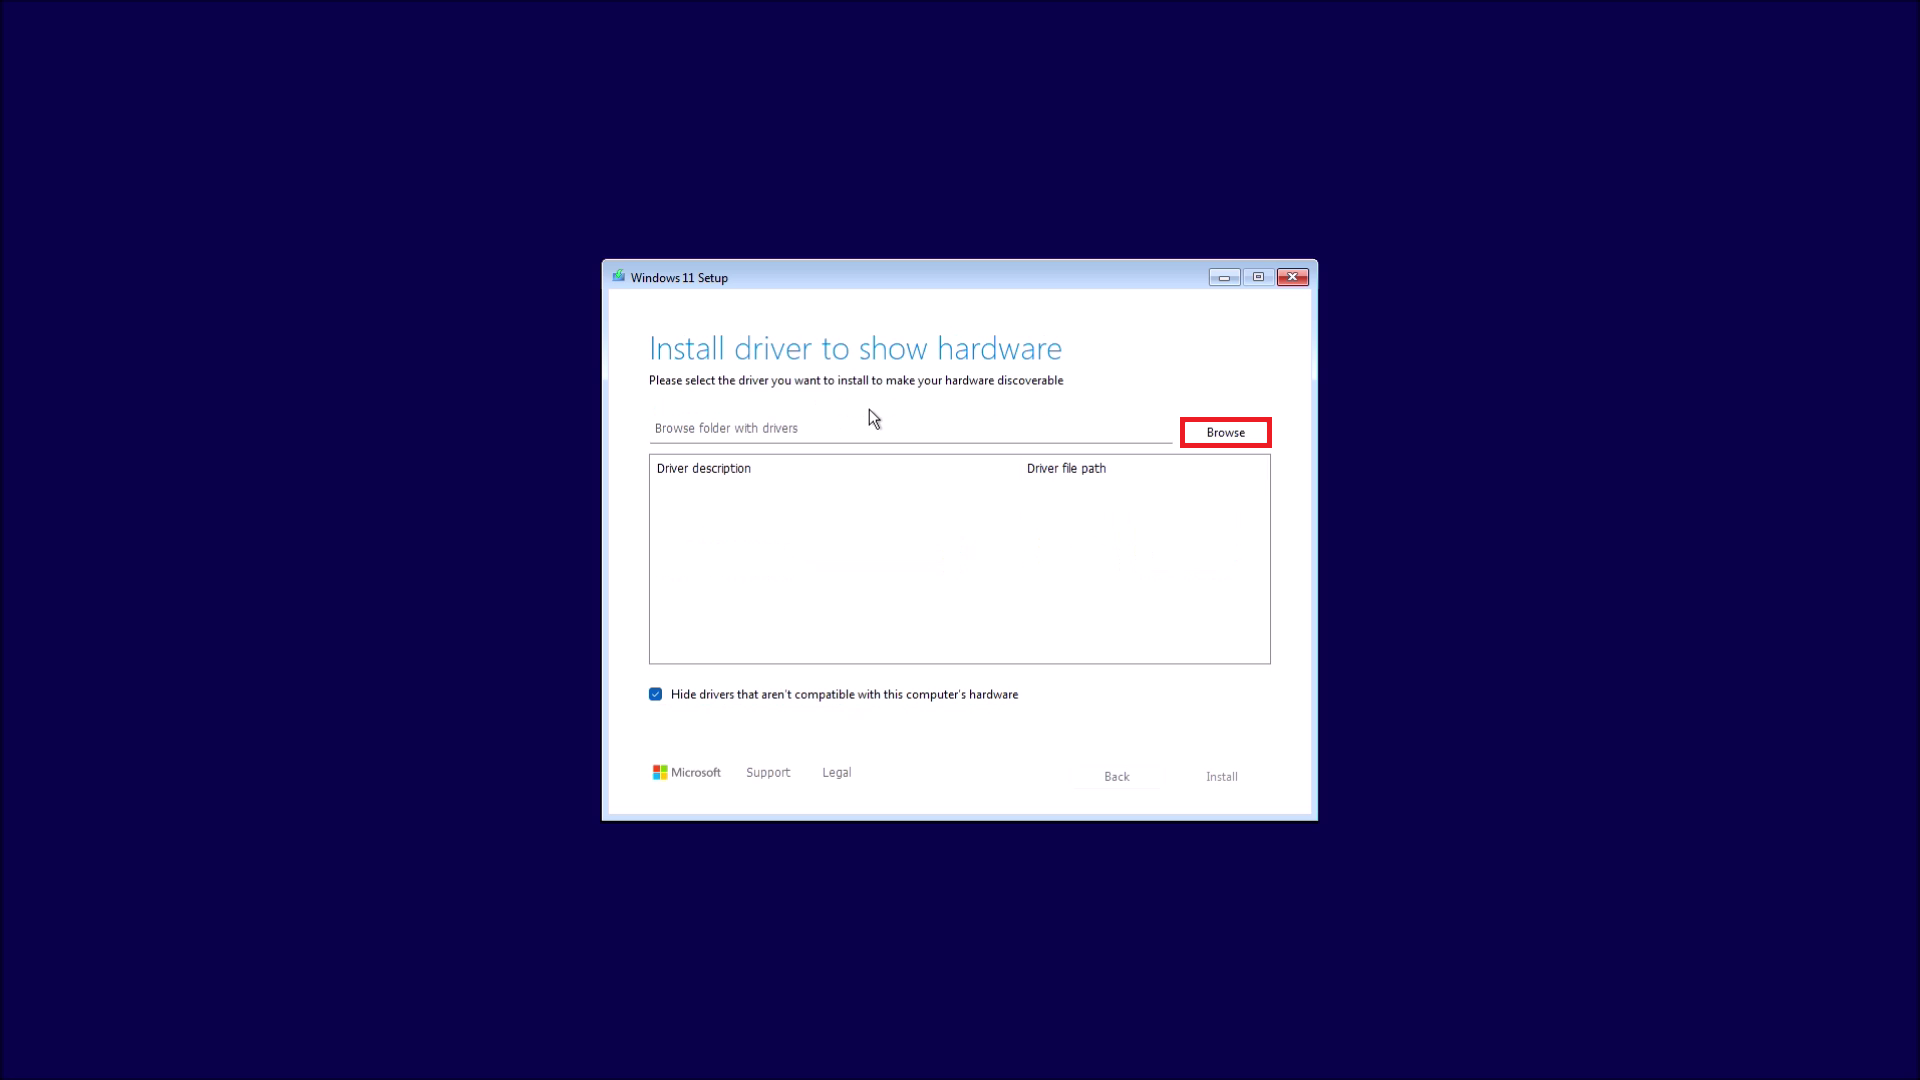 Windows 11 Setup
Install driver to show hardware
Please select the driver you want to install to make your hardware discoverable
Browse folder with drivers
Browse
Driver description Driver file path
Hide drivers that aren't compatible with this computer's hardware
Microsoft Support Legal Back Install